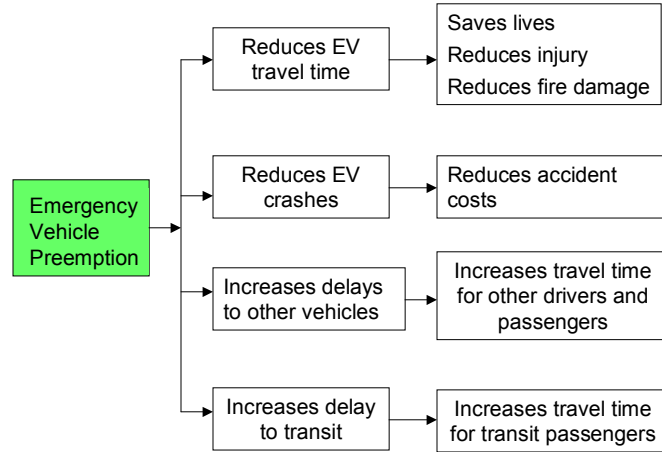 Reduces EV
travel time
Saves lives
Reduces injury
Reduces fire damage
Reduces EV
crashes
Reduces accident
costs
Emergency
Vehicle
Preemption
Increases delays
to other vehicles
Increases travel time
for other drivers and
passengers
Increases delay
to transit
Increases travel time
for transit passengers